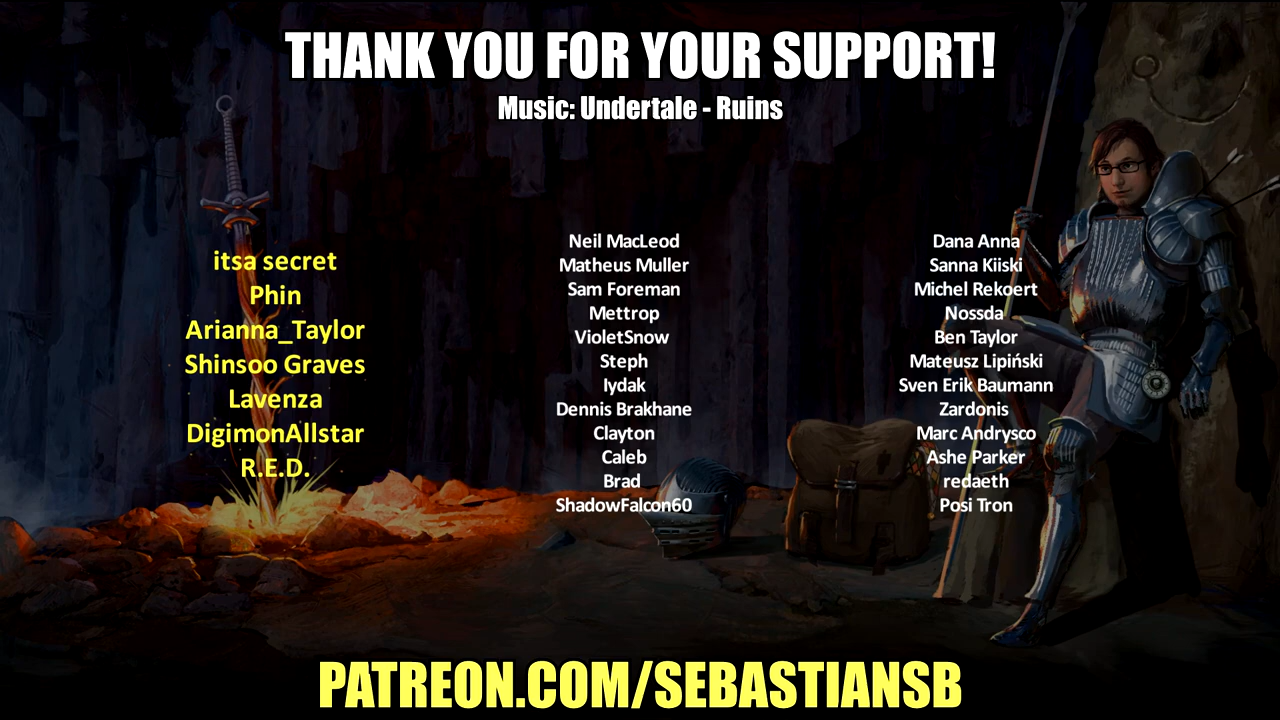 THANK YOU FOR YOUR SUPPORT!
Music: Undertale - Ruins
itsa secret
Phin
Arianna_Taylor
Shinsoo Graves
Lavenza
DigimonAllstar
R.E.D.
Neil MacLeod
Matheus Muller
Sam Foreman
Mettrop
VioletSnow
Steph
Iydak
Dennis Brakhane
Clayton
Caleb
Brad
ShadowFalcon60
Dana Anna
Sanna Kiiski
Michel Rekoert
Nossda
Ben Taylor
Mateusz Lipiński
Sven Erik Baumann
Zardonis
Marc Andrysco
Ashe Parker
redaeth
Posi Tron
PATREON.COM/SEBASTIANSB